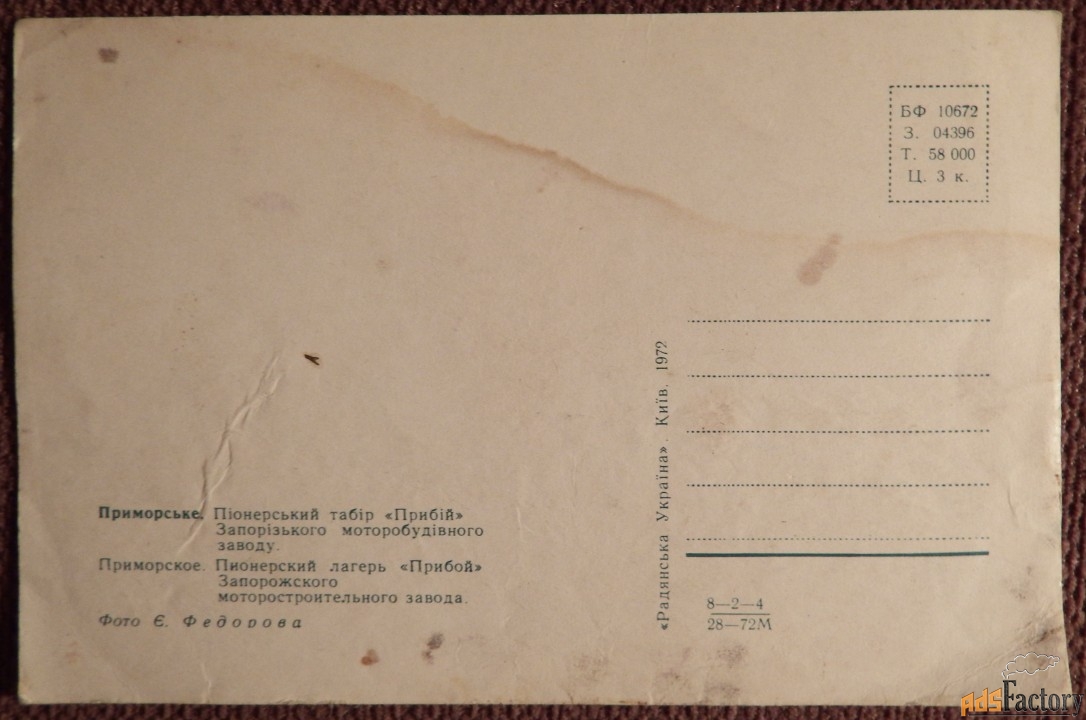 БФ 10672
З. 04396
Т. 58 000
Ц. 3 к.
Приморське. Піонерський табір «Прибій»
Запорізького моторобудівного
заводу.
Приморское. Пионерский лагерь «Прибой»
Запорожского
моторостроительного завода.
Фото Є. Федорова
«Радянська Україна». Київ. 1972
8—2—4
28—72М
AdsFactory